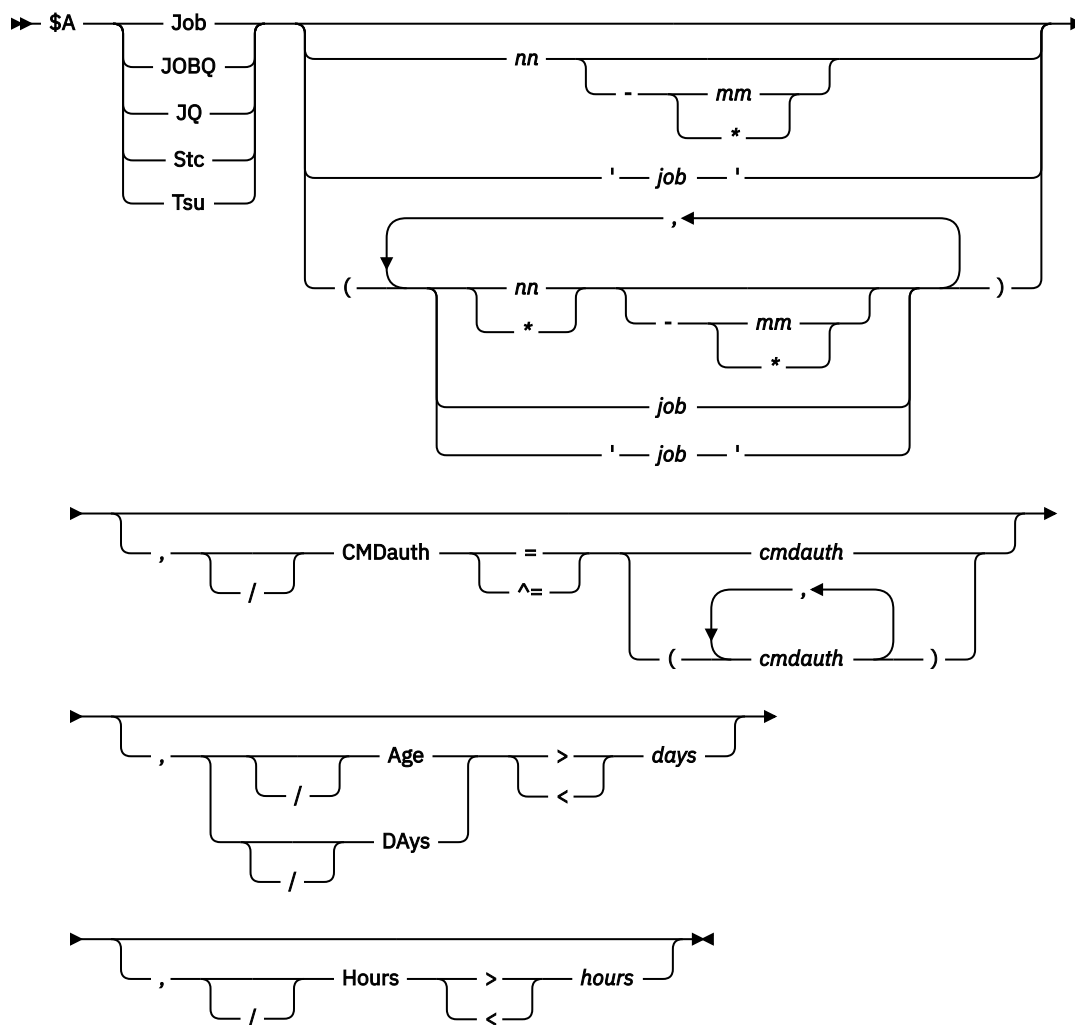 $A Job
JOBQ
JQ
Stc
Tsu
nn
- mm
*
' job '
,
( nn - mm )
* *
job
' job '
, / CMDauth = cmdauth
^=
,
( cmdauth )
, / Age > days
<
/ DAys
, / Hours > hours
<